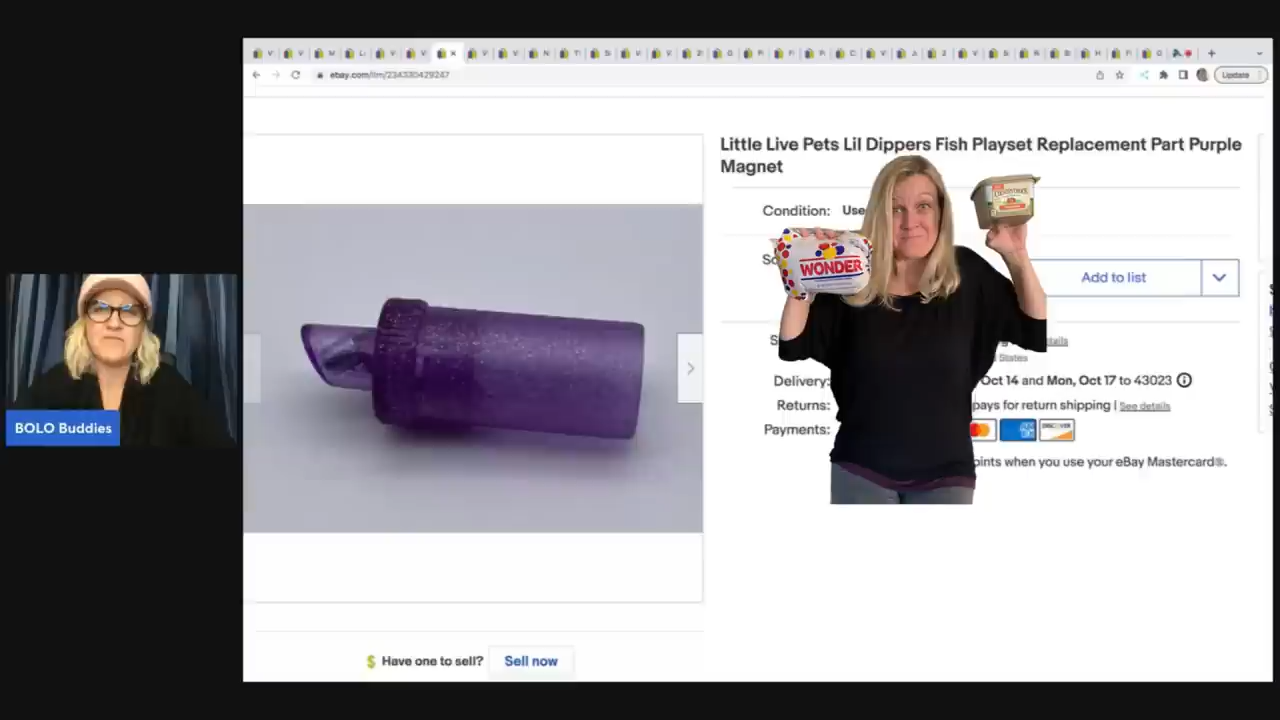 ebay.com/itm/234330429247
Update
Little Live Pets Lil Dippers Fish Playset Replacement Part Purple
Magnet
Condition: Use
WONDER
Add to list
States
Delivery: Oct 14 and Mon, Oct 17 to 43023
Returns: pays for return shipping | See details
Payments: DISCOVER
oints when you use your eBay Mastercard®.
BOLO Buddies
Have one to sell? Sell now